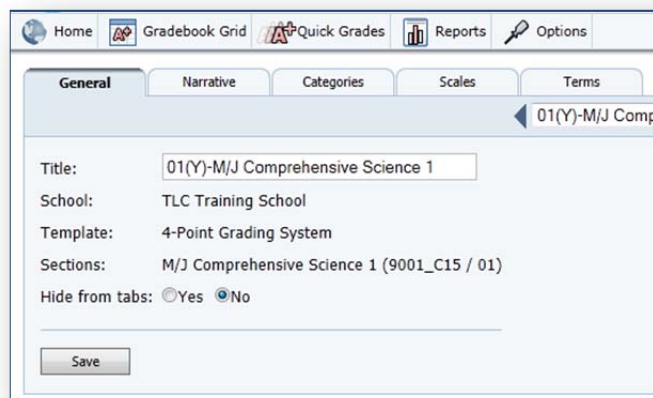 Home Gradebook Grid Quick Grades Reports Options
General Narrative Categories Scales Terms
01(Y)-M/J Comp
Title: 01(Y)-M/J Comprehensive Science 1
School: TLC Training School
Template: 4-Point Grading System
Sections: M/J Comprehensive Science 1 (9001_C15 / 01)
Hide from tabs: Yes No
Save